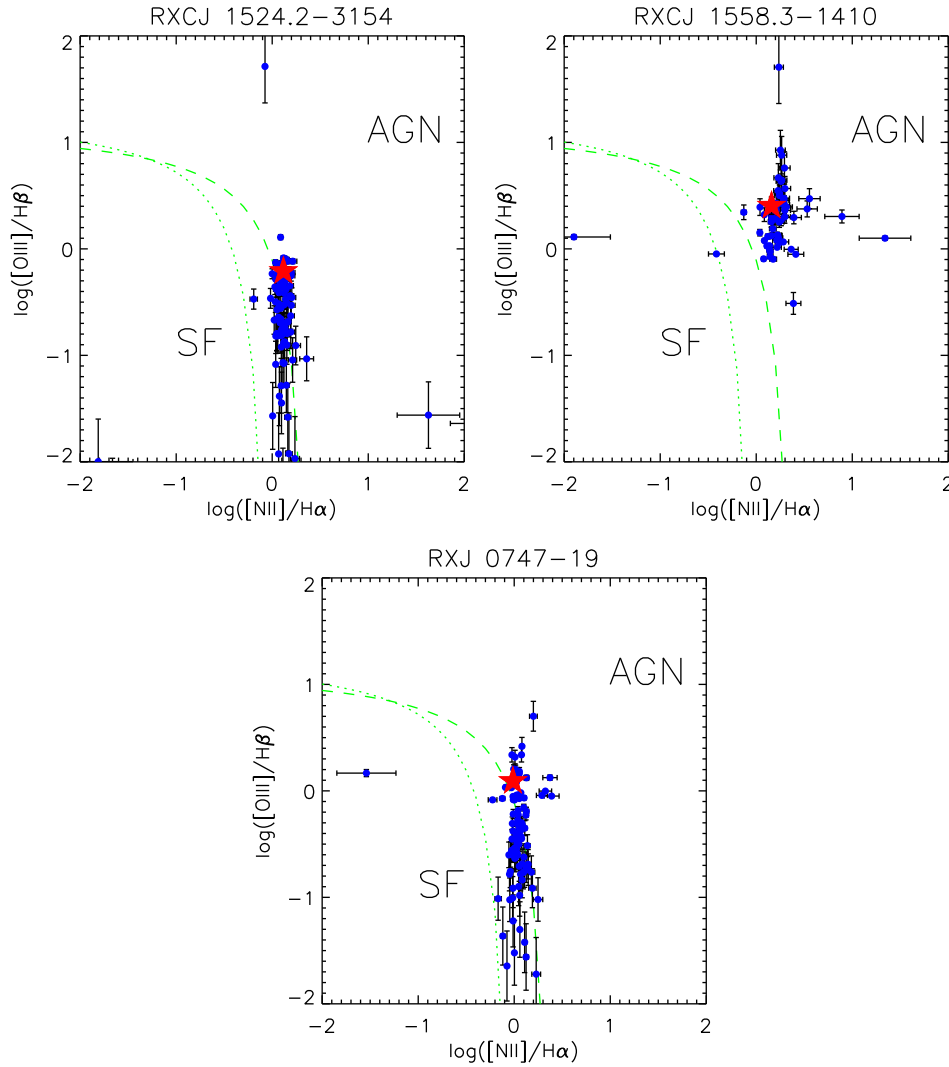 RXCJ 1524.2−3154
2
1
0
−1
−2
log([OIII]/Hβ)
AGN
SF
−2 −1 0 1 2
log([NII]/Hα)
RXCJ 1558.3−1410
2
1
0
−1
−2
log([OIII]/Hβ)
AGN
SF
−2 −1 0 1 2
log([NII]/Hα)
RXJ 0747−19
2
1
0
−1
−2
log([OIII]/Hβ)
AGN
SF
−2 −1 0 1 2
log([NII]/Hα)